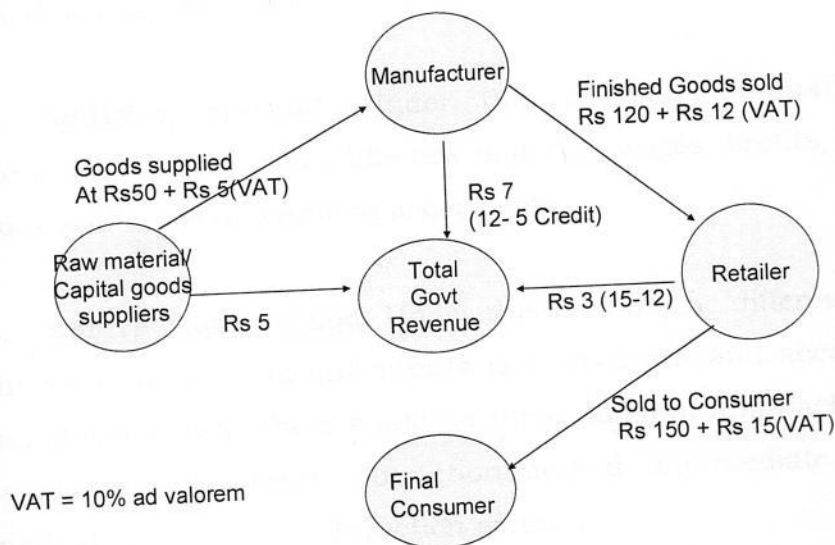 Manufacturer
Finished Goods sold
Rs 120 + Rs 12 (VAT)
Goods supplied
At Rs50 + Rs 5(VAT)
Rs 7
(12- 5 Credit)
Raw material/
Capital goods
suppliers
Rs 5
Total
Govt
Revenue
Rs 3 (15-12)
Retailer
Sold to Consumer
Rs 150 + Rs 15(VAT)
Final
Consumer
VAT = 10% ad valorem